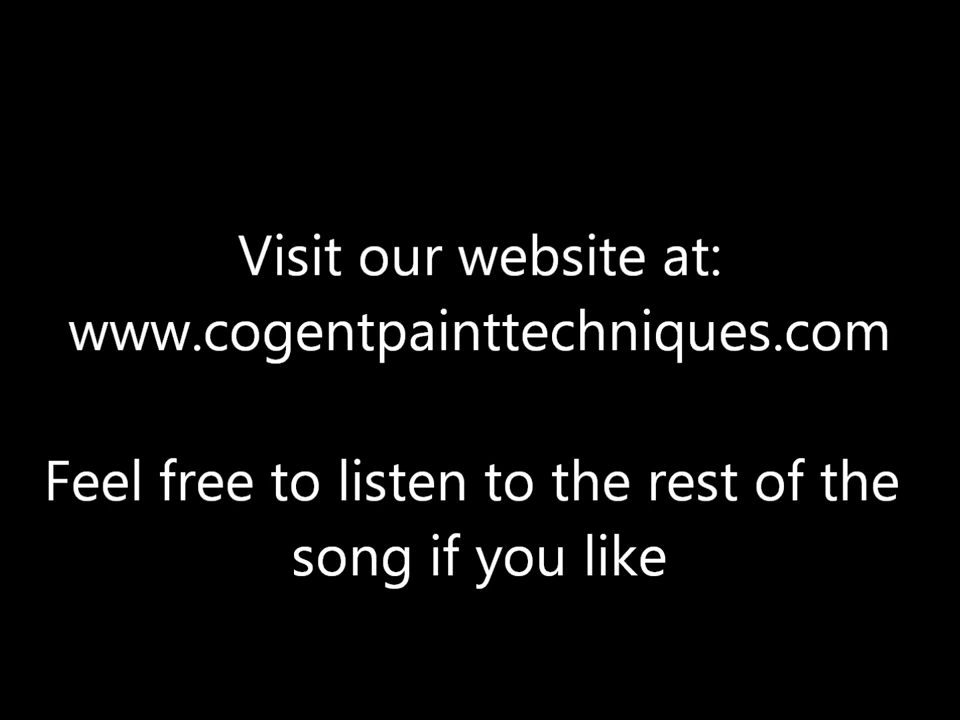 Visit our website at:
www.cogentpainttechniques.com
Feel free to listen to the rest of the
song if you like